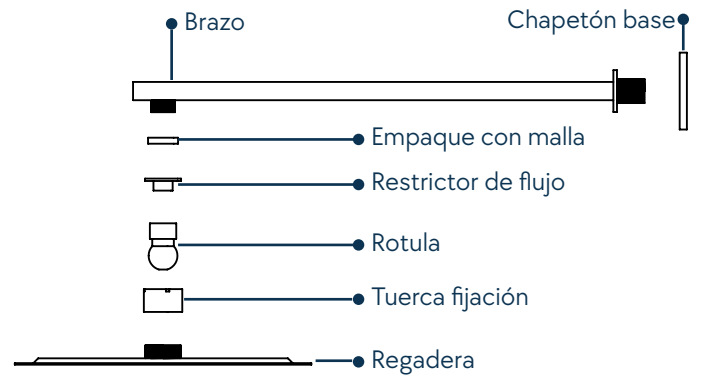 Brazo
Chapetón base
Empaque con malla
Restrictor de flujo
Rotula
Tuerca fijación
Regadera